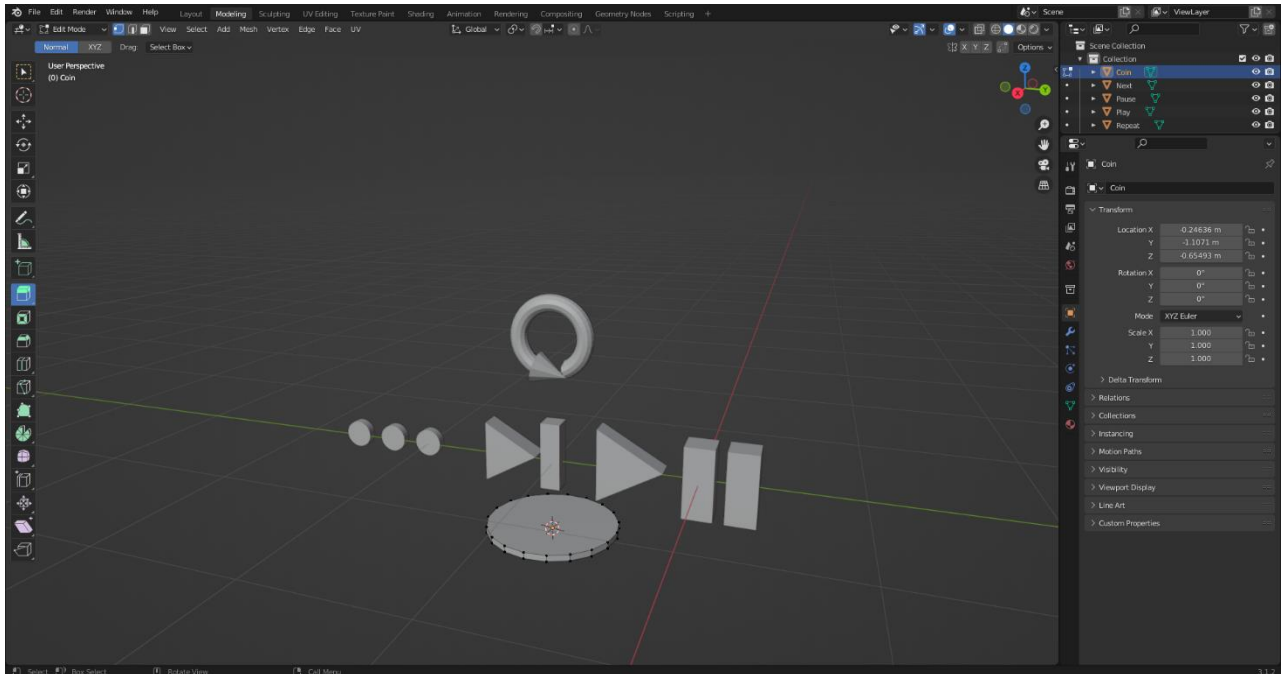 File Edit Render Window Help Layout Modeling Sculpting UV Editing Texture Paint Shading Animation Rendering Compositing Geometry Nodes Scripting + Scene ViewLayer
Edit Mode View Select Add Mesh Vertex Edge Face UV Global
Normal XYZ Drag: Select Box X Y Z Options
User Perspective
(0) Coin
Z
Y
X
Scene Collection
Collection
Coin
Next
Pause
Play
Repeat
Coin
Coin
Transform
Location X -0.24636 m
Y -1.1071 m
Z -0.65493 m
Rotation X 0°
Y 0°
Z 0°
Mode XYZ Euler
Scale X 1.000
Y 1.000
Z 1.000
Delta Transform
Relations
Collections
Instancing
Motion Paths
Visibility
Viewport Display
Line Art
Custom Properties
Select Box Select Rotate View Call Menu 3.1.2